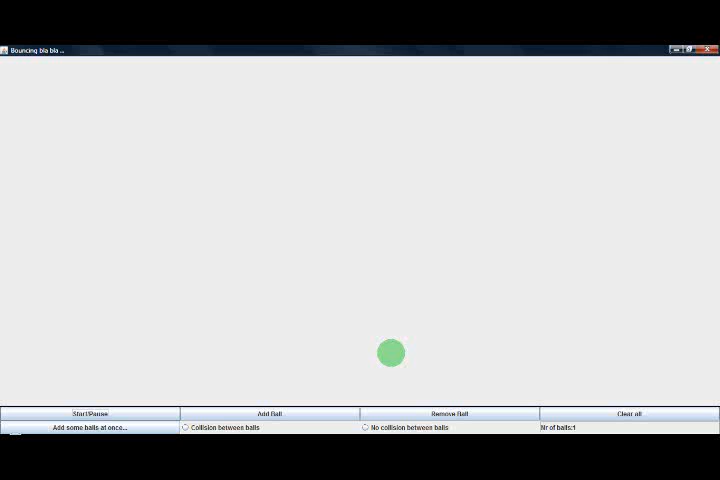 Bouncing bla bla ...
Start/Pause
Add Ball
Remove Ball
Clear all
Add some balls at once...
Collision between balls
No collision between balls
Nr of balls:1